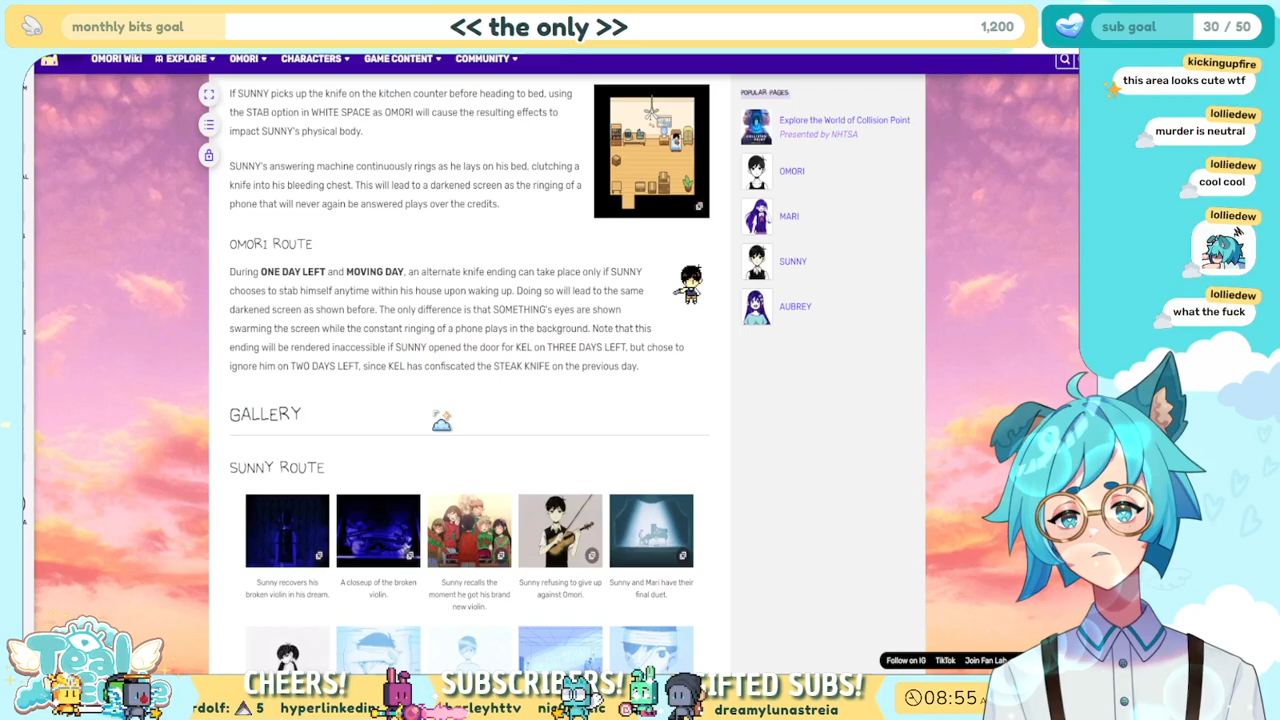 monthly bits goal
<< the only >>
1,200
sub goal
30 / 50
OMORI Wiki
EXPLORE
OMORI
CHARACTERS
GAME CONTENT
COMMUNITY
If SUNNY picks up the knife on the kitchen counter before heading to bed, using
the STAB option in WHITE SPACE as OMORI will cause the resulting effects to
impact SUNNY's physical body.
SUNNY's answering machine continuously rings as he lays on his bed, clutching a
knife into his bleeding chest. This will lead to a darkened screen as the ringing of a
phone that will never again be answered plays over the credits.
OMORI ROUTE
During ONE DAY LEFT and MOVING DAY, an alternate knife ending can take place only if SUNNY
chooses to stab himself anytime within his house upon waking up. Doing so will lead to the same
darkened screen as shown before. The only difference is that SOMETHING's eyes are shown
swarming the screen while the constant ringing of a phone plays in the background. Note that this
ending will be rendered inaccessible if SUNNY opened the door for KEL on THREE DAYS LEFT, but chose to
ignore him on TWO DAYS LEFT, since KEL has confiscated the STEAK KNIFE on the previous day.
GALLERY
SUNNY ROUTE
Sunny recovers his
broken violin in his dream.
A closeup of the broken
violin.
Sunny recalls the
moment he got his brand
new violin.
Sunny refusing to give up
against Omori.
Sunny and Mari have their
final duet.
POPULAR PAGES
Explore the World of Collision Point
Presented by NHTSA
OMORI
MARI
SUNNY
AUBREY
Follow on IG
TikTok
Join Fan Lab
kickingupfire
this area looks cute wtf
lolliedew
murder is neutral
lolliedew
cool cool
lolliedew
lolliedew
what the fuck
Teal
CHEERS!
SUBSCRIBERS!
GIFTED SUBS!
rdolf:
5
hyperlinkedin
dreamylunastreia
08:55